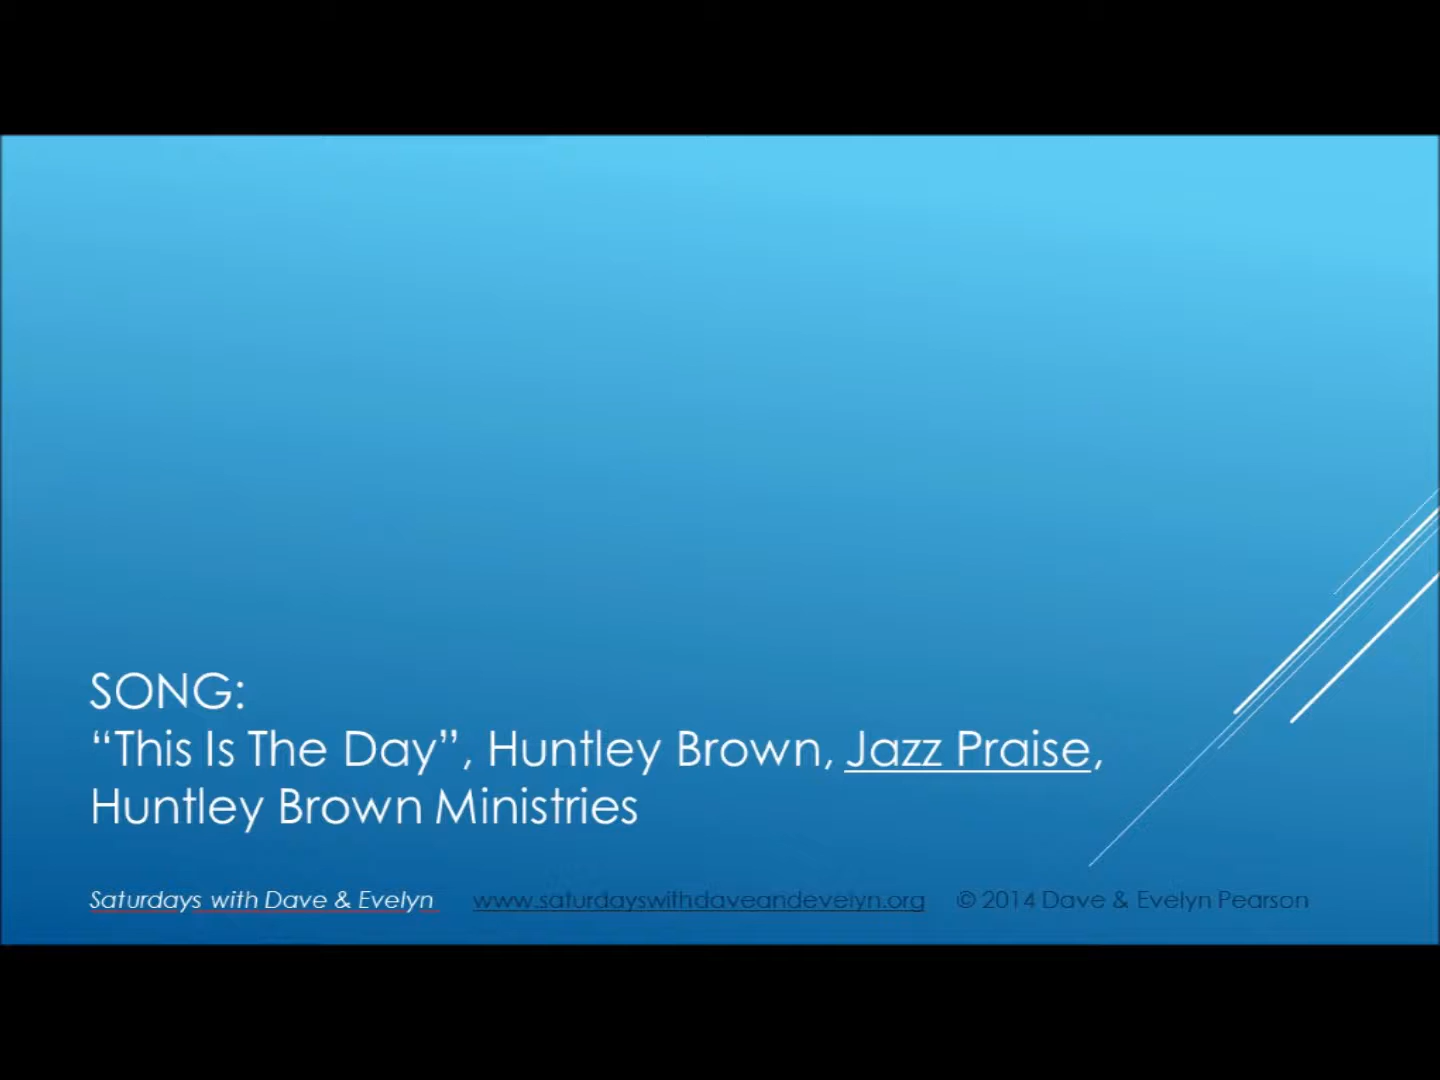 SONG:
“This Is The Day”, Huntley Brown, Jazz Praise,
Huntley Brown Ministries
Saturdays with Dave & Evelyn www.saturdayswithdaveandevelyn.org © 2014 Dave & Evelyn Pearson